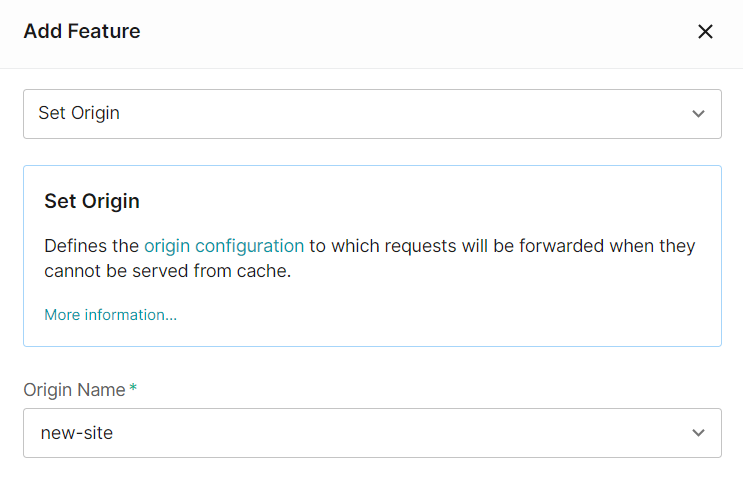 Add Feature
Set Origin
Set Origin
Defines the origin configuration to which requests will be forwarded when they
cannot be served from cache.
More information...
Origin Name*
new-site